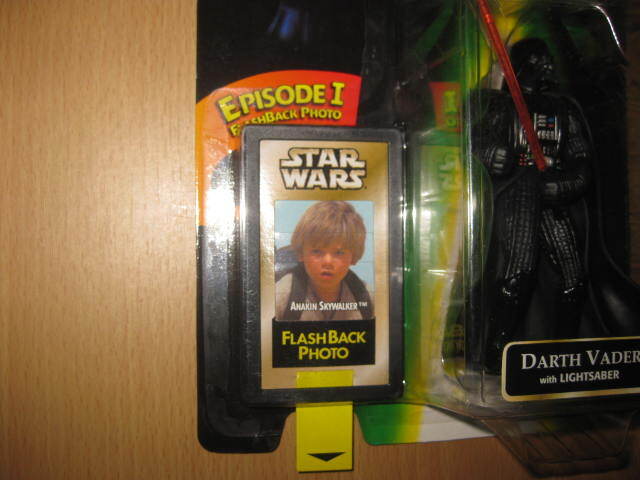 EPISODE I
FLASHBACK PHOTO
STAR
WARS
ANAKIN SKYWALKER™
FLASHBACK
PHOTO
DARTH VADER
with LIGHTSABER